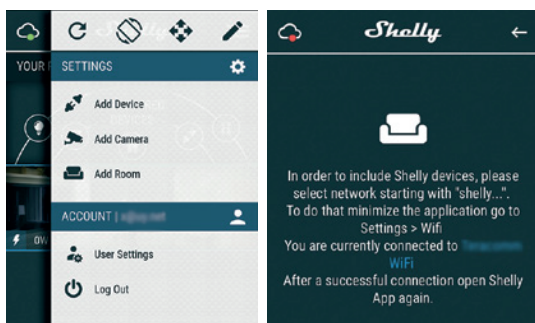 YOUR
SETTINGS
Add Device
Add Camera
Add Room
ACCOUNT |
User Settings
Log Out
0W
Shelly
In order to include Shelly devices, please
select network starting with "shelly...".
To do that minimize the application go to
Settings > Wifi
You are currently connected to
WiFi
After a successful connection open Shelly
App again.